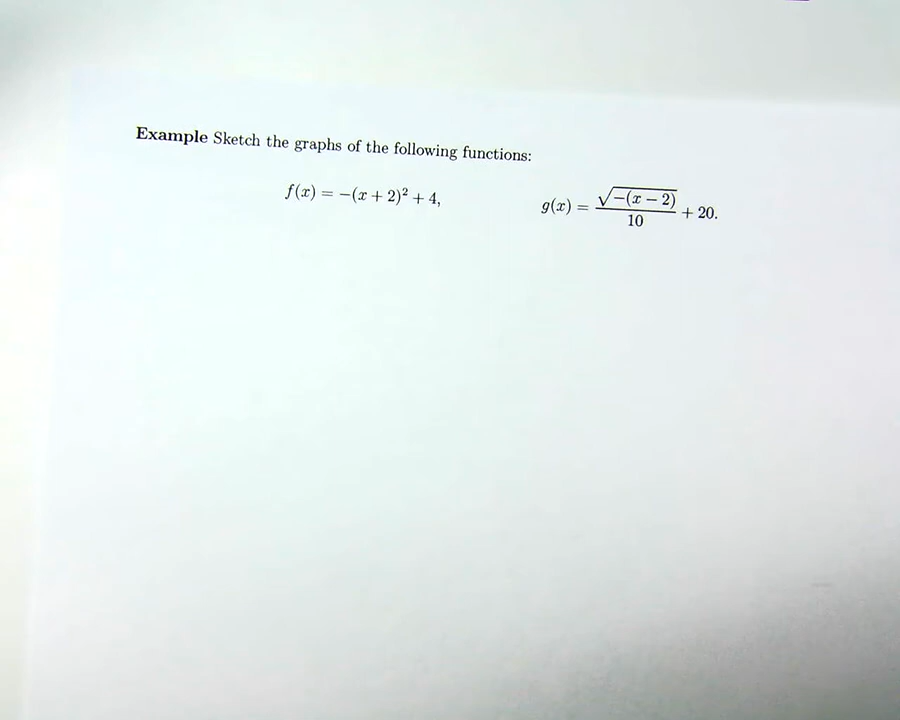 Example Sketch the graphs of the following functions:
f(x) = −(x + 2)² + 4, g(x) = √(−(x − 2))/10 + 20.